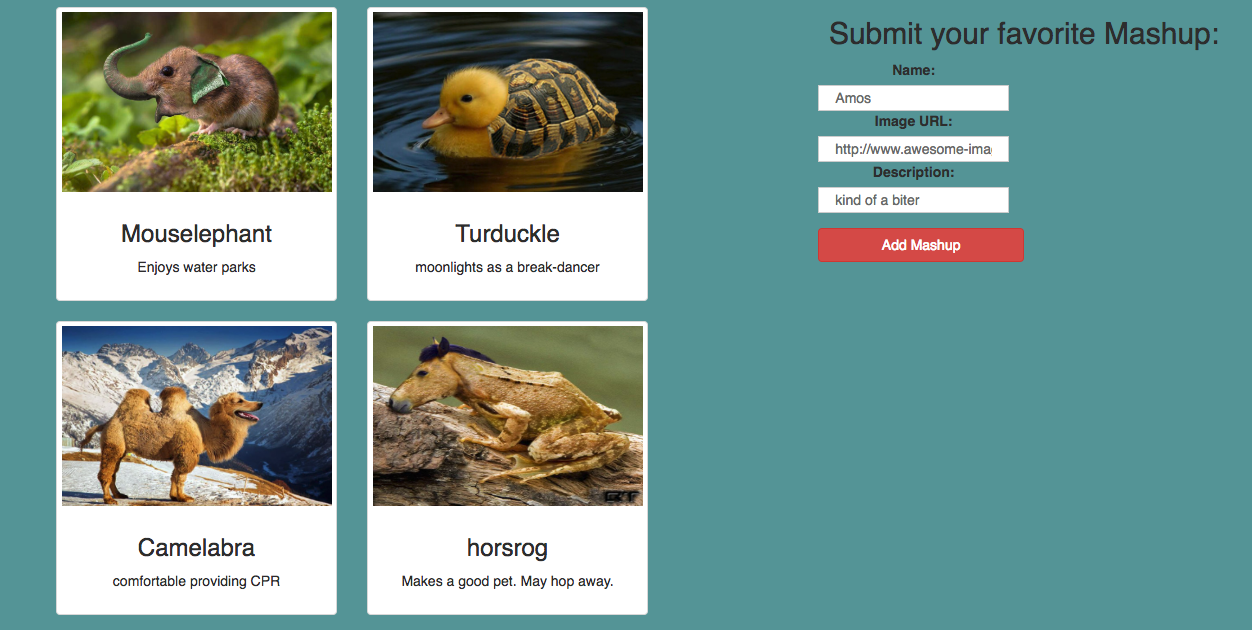 Mouselephant
Enjoys water parks
Turduckle
moonlights as a break-dancer
Camelabra
comfortable providing CPR
horsrog
Makes a good pet. May hop away.
Submit your favorite Mashup:
Name:
Amos
Image URL:
http://www.awesome-ima
Description:
kind of a biter
Add Mashup